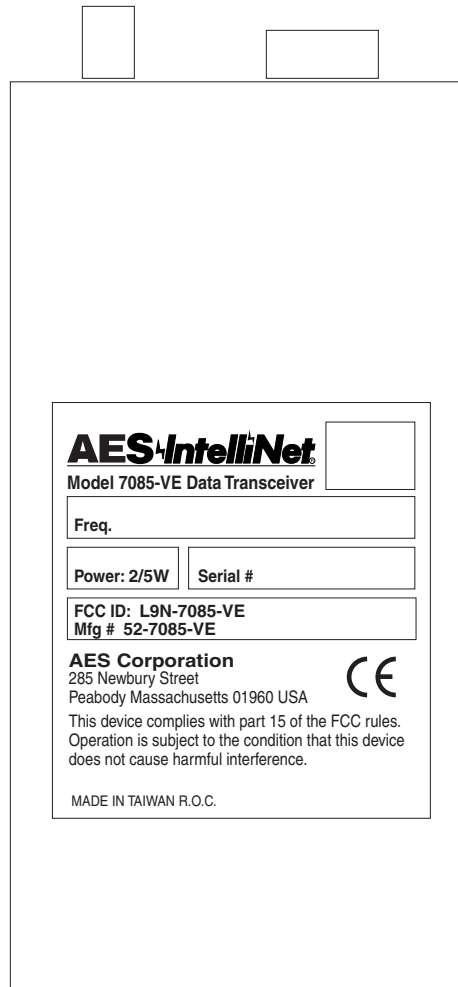 AES IntelliNet®
Model 7085-VE Data Transceiver
Freq.
Power: 2/5W Serial #
FCC ID: L9N-7085-VE
Mfg # 52-7085-VE
AES Corporation
285 Newbury Street
Peabody Massachusetts 01960 USA
CE
This device complies with part 15 of the FCC rules.
Operation is subject to the condition that this device
does not cause harmful interference.
MADE IN TAIWAN R.O.C.